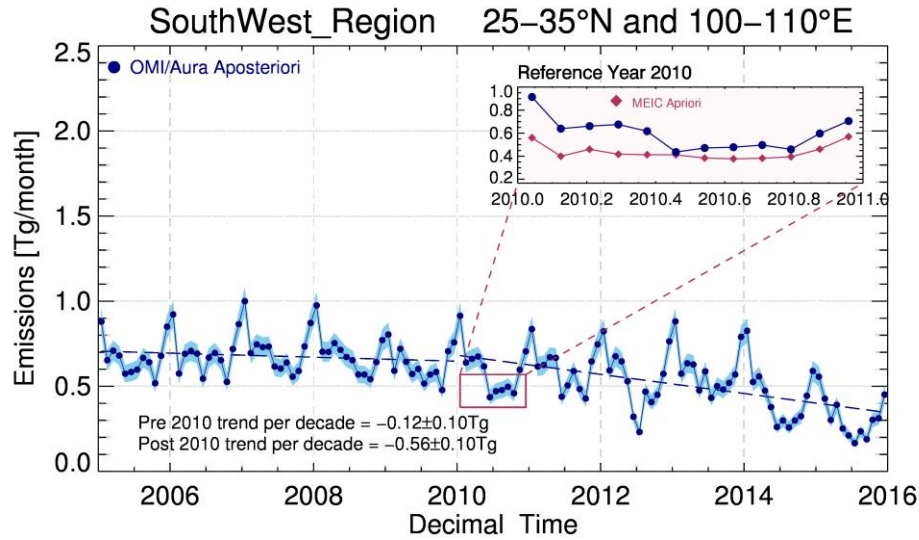 SouthWest_Region 25−35°N and 100−110°E
OMI/Aura Aposteriori
Reference Year 2010
MEIC Apriori
1.0
0.8
0.6
0.4
0.2
2010.0 2010.2 2010.4 2010.6 2010.8 2011.0
Emissions [Tg/month]
2.5
2.0
1.5
1.0
0.5
0.0
Pre 2010 trend per decade = −0.12±0.10Tg
Post 2010 trend per decade = −0.56±0.10Tg
2006 2008 2010 2012 2014 2016
Decimal Time